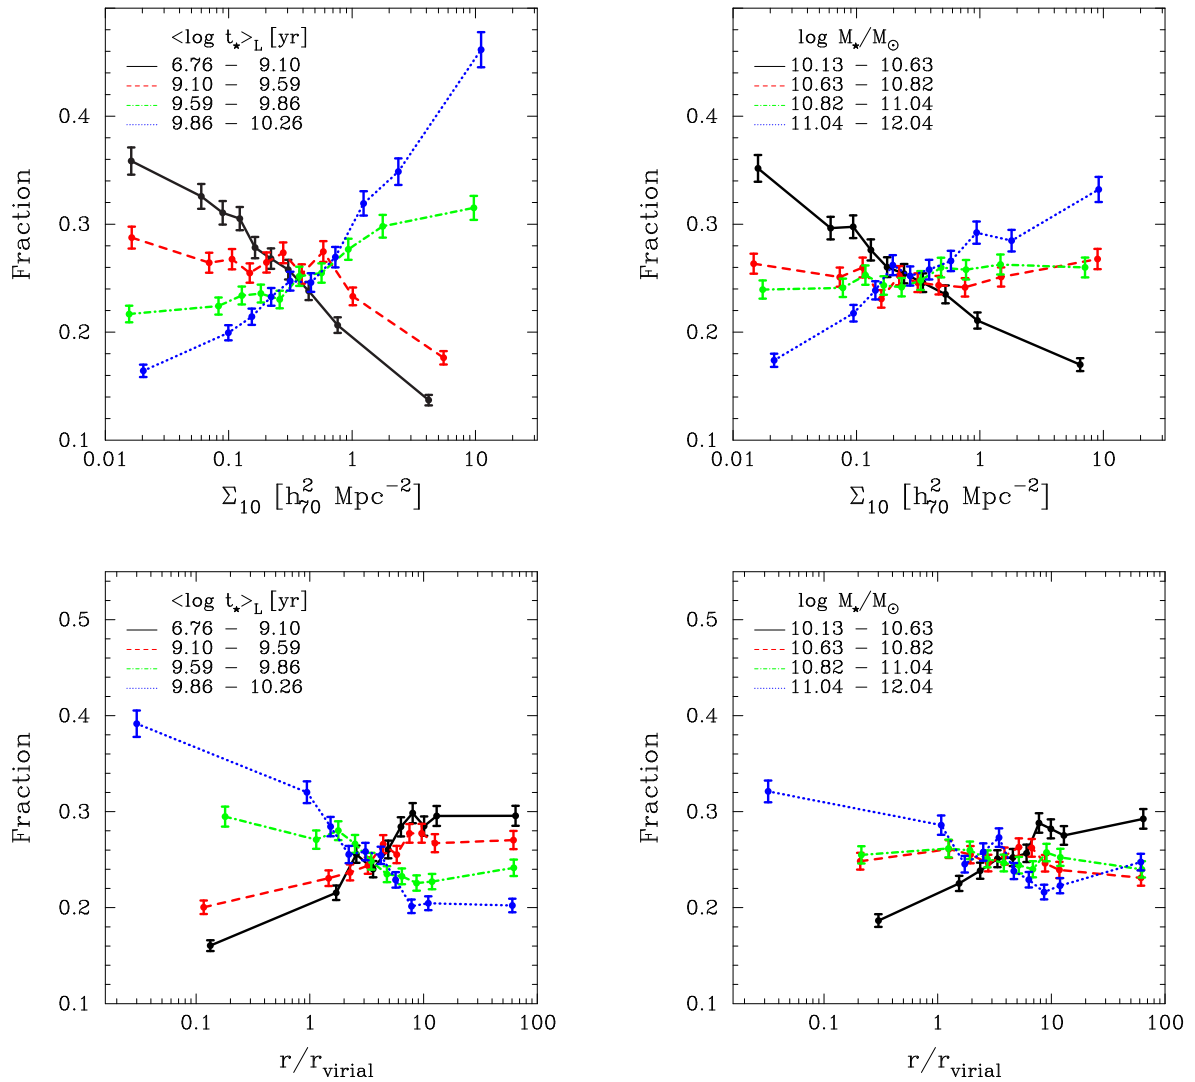 <log t⋆>L [yr]
6.76 − 9.10
9.10 − 9.59
9.59 − 9.86
9.86 − 10.26
Fraction
0.4
0.3
0.2
0.1
0.01 0.1 1 10
Σ10 [h²70 Mpc⁻²]
log M⋆/M⊙
10.13 − 10.63
10.63 − 10.82
10.82 − 11.04
11.04 − 12.04
Fraction
0.4
0.3
0.2
0.1
0.01 0.1 1 10
Σ10 [h²70 Mpc⁻²]
<log t⋆>L [yr]
6.76 − 9.10
9.10 − 9.59
9.59 − 9.86
9.86 − 10.26
Fraction
0.5
0.4
0.3
0.2
0.1
0.1 1 10 100
r/rvirial
log M⋆/M⊙
10.13 − 10.63
10.63 − 10.82
10.82 − 11.04
11.04 − 12.04
Fraction
0.5
0.4
0.3
0.2
0.1
0.1 1 10 100
r/rvirial